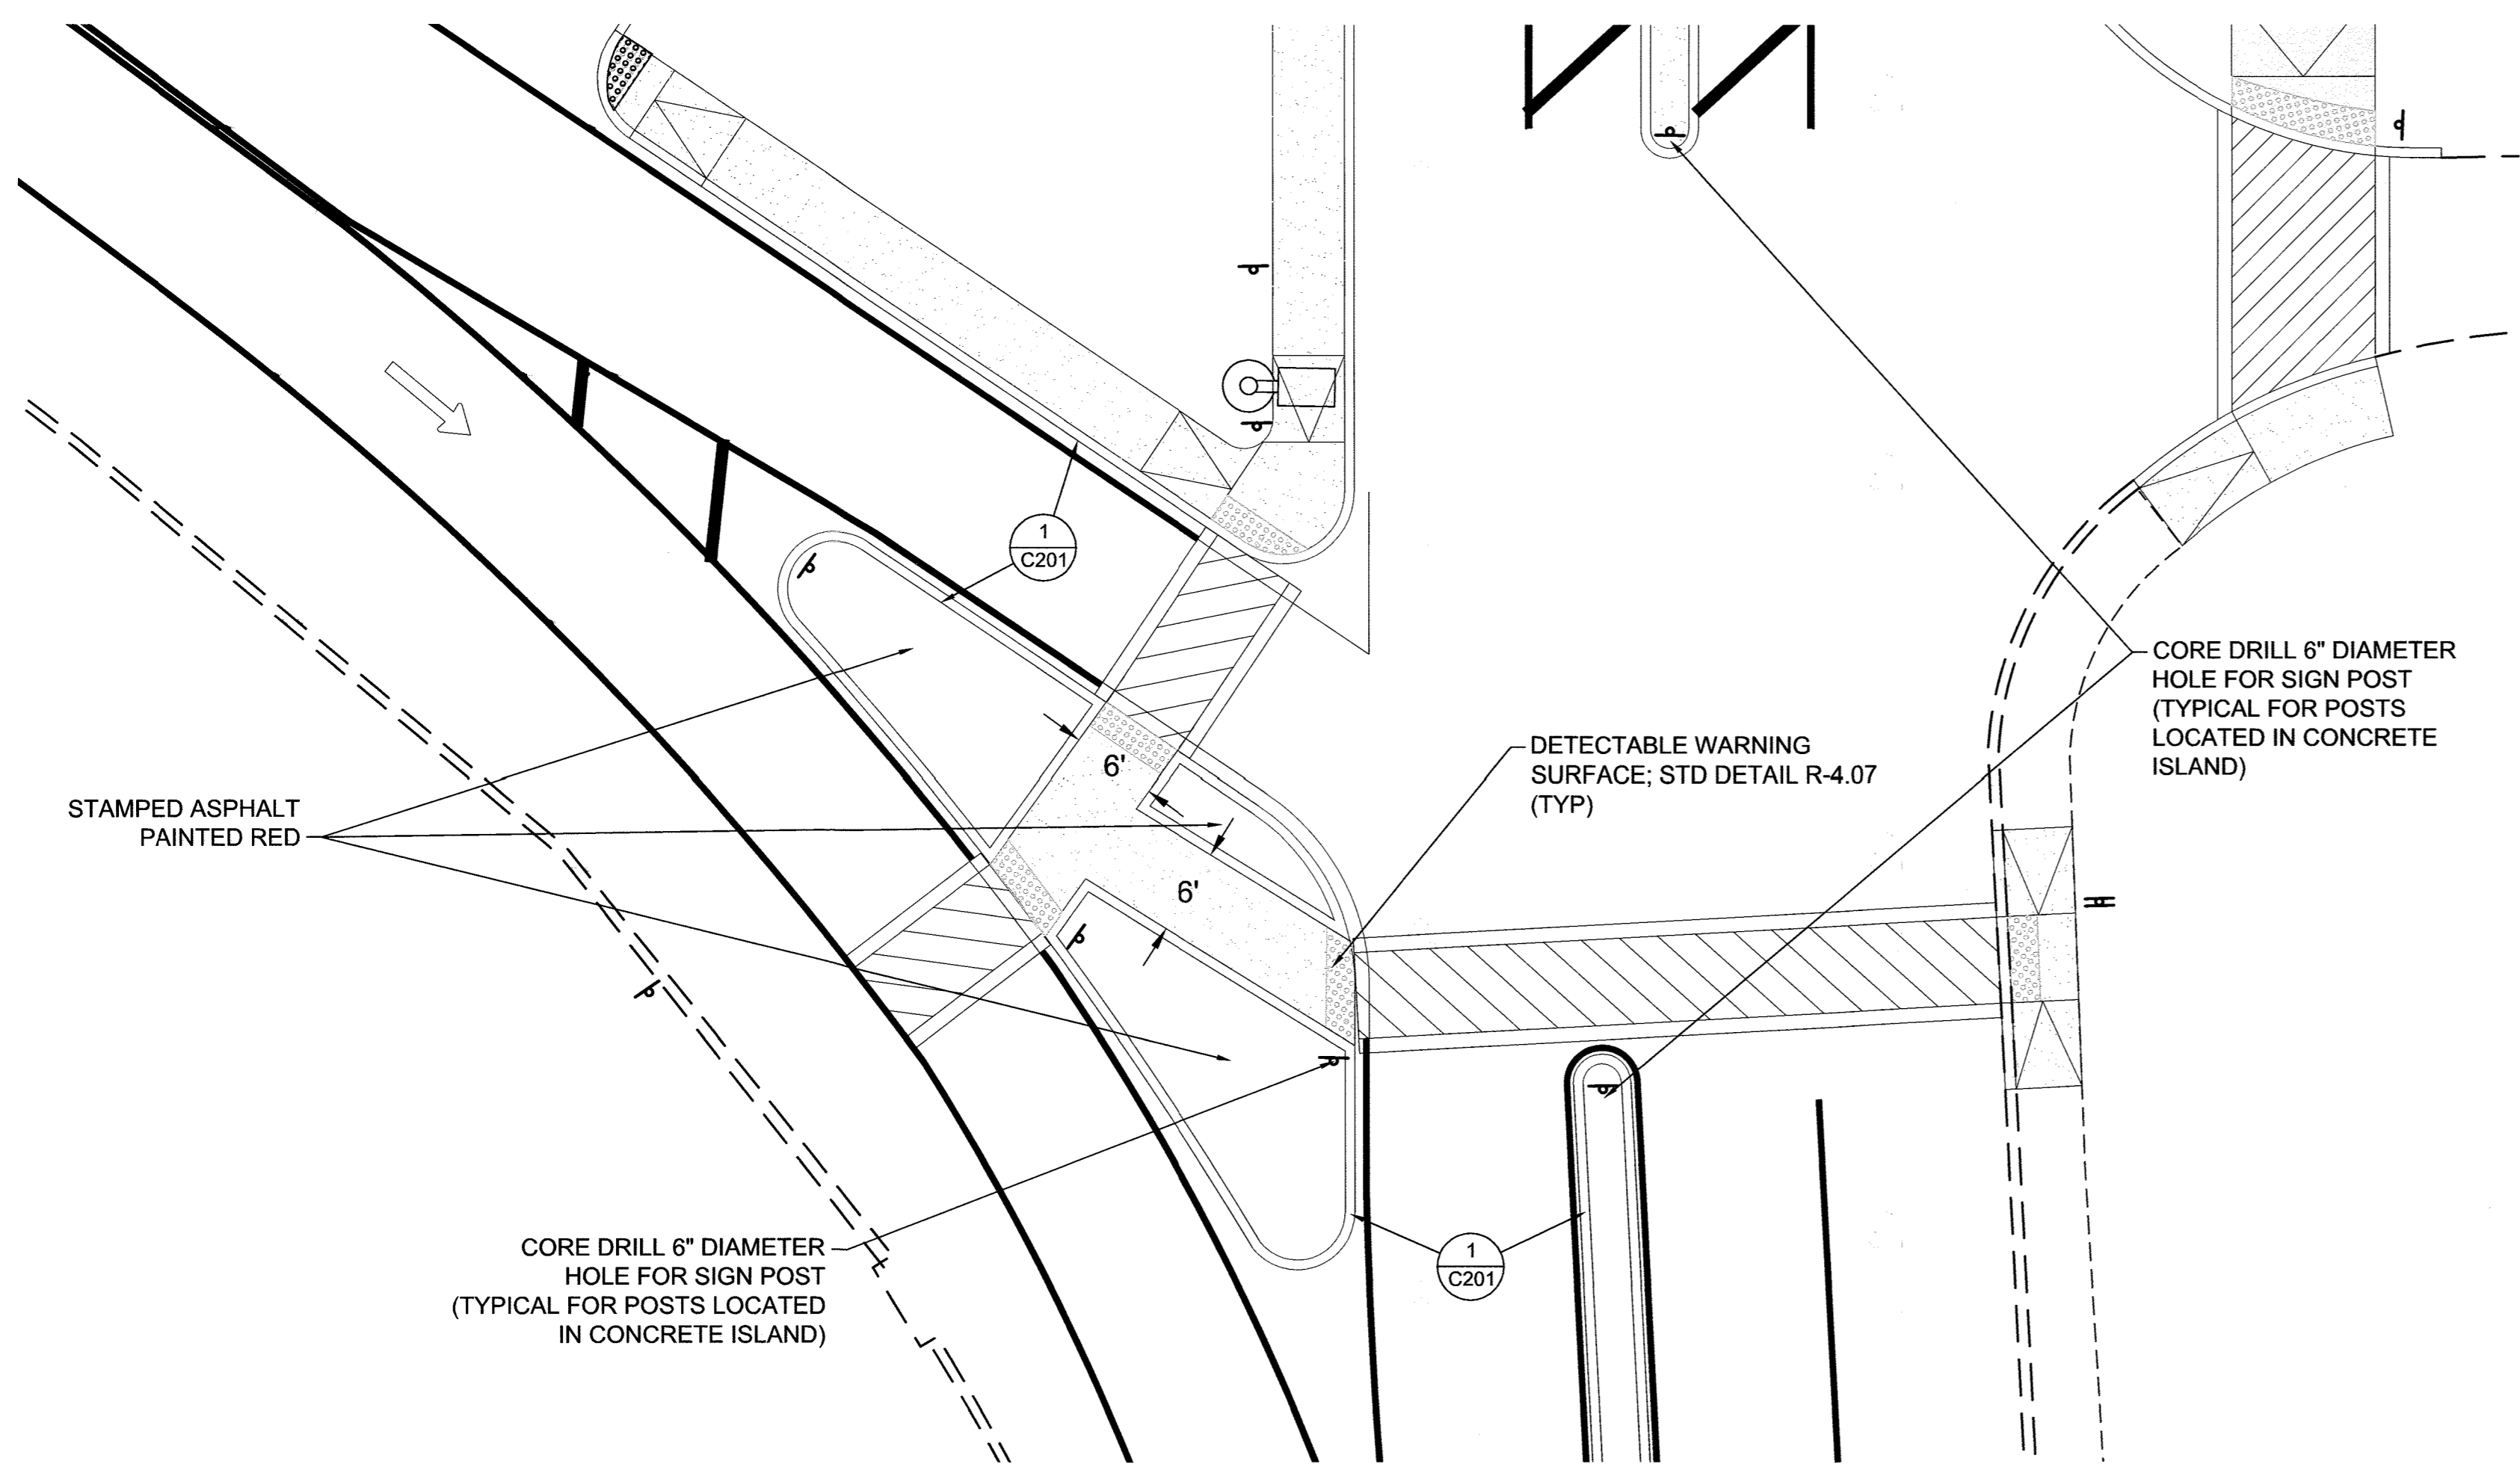 1
C201
CORE DRILL 6" DIAMETER
HOLE FOR SIGN POST
(TYPICAL FOR POSTS
LOCATED IN CONCRETE
ISLAND)
DETECTABLE WARNING
SURFACE; STD DETAIL R-4.07
(TYP)
6'
STAMPED ASPHALT
PAINTED RED
6'
CORE DRILL 6" DIAMETER
HOLE FOR SIGN POST
(TYPICAL FOR POSTS LOCATED
IN CONCRETE ISLAND)
1
C201